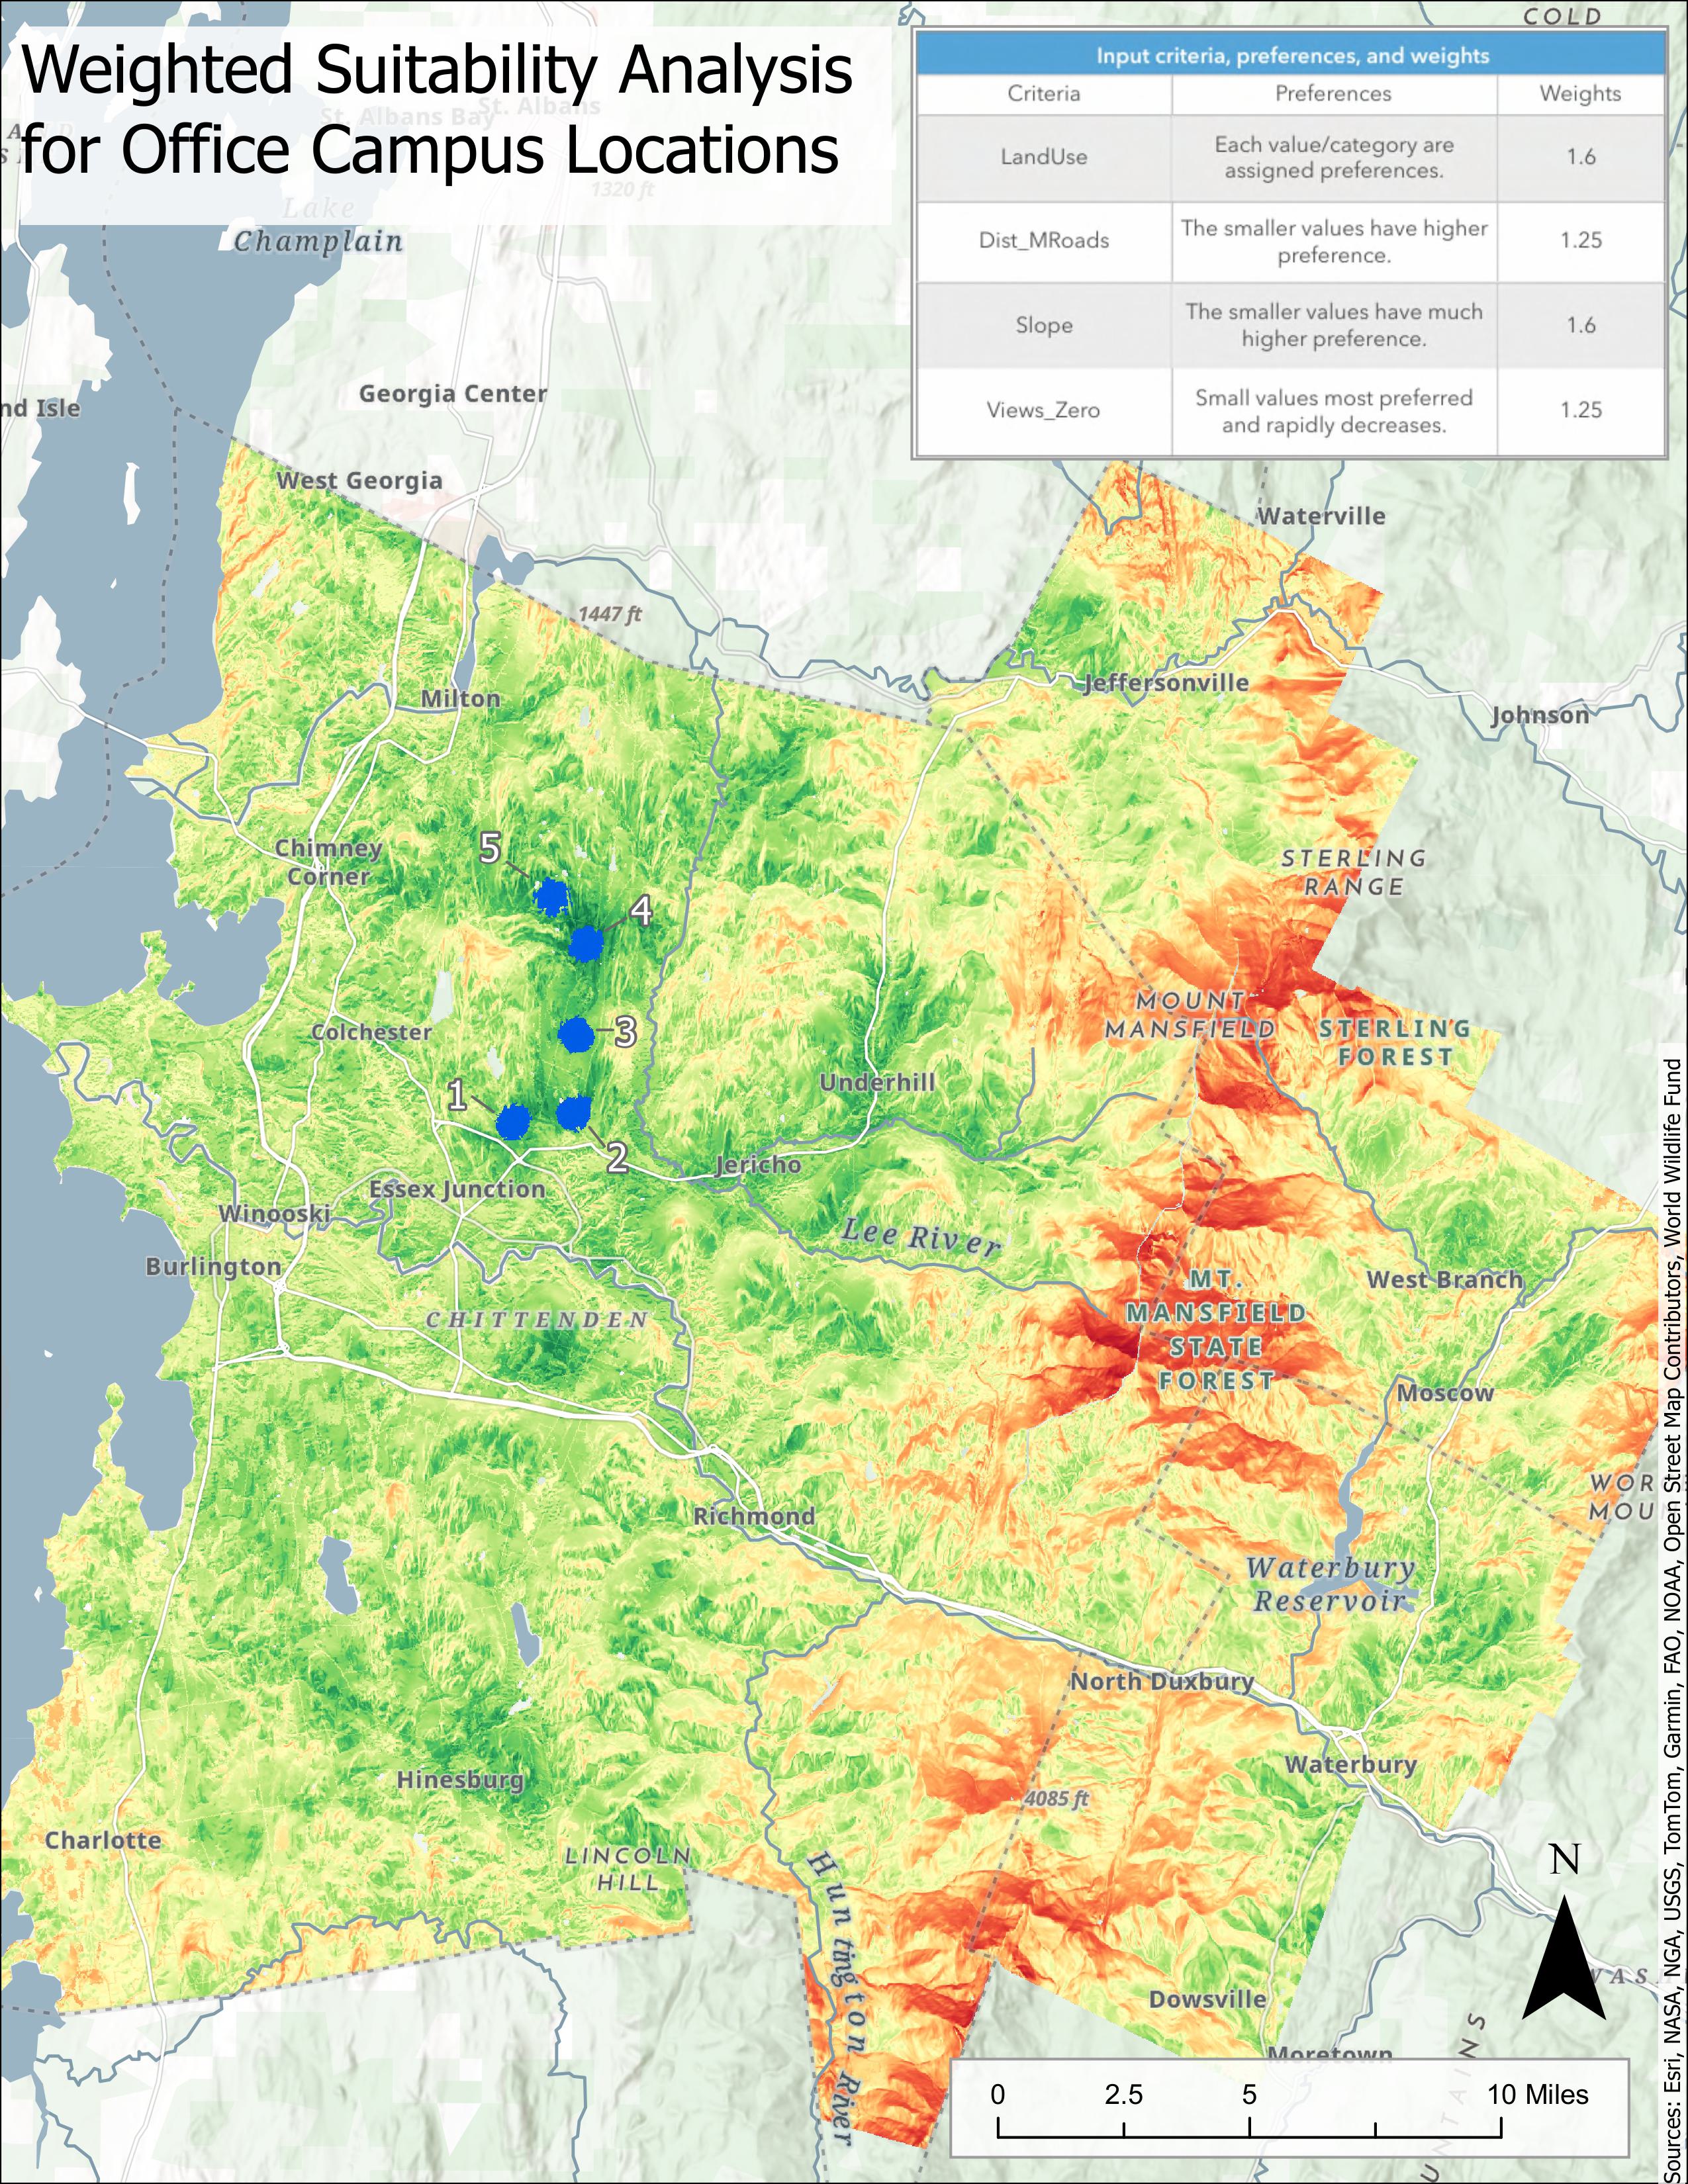 Weighted Suitability Analysis
for Office Campus Locations
Input criteria, preferences, and weights
Criteria Preferences Weights
LandUse Each value/category are
assigned preferences. 1.6
Dist_MRoads The smaller values have higher
preference. 1.25
Slope The smaller values have much
higher preference. 1.6
Views_Zero Small values most preferred
and rapidly decreases. 1.25
COLD
St. Albans Bay
St. Albans
1320 ft
Lake
Champlain
Georgia Center
nd Isle
West Georgia
Waterville
1447 ft
Milton
Jeffersonville
Johnson
Chimney
Corner
5
4
STERLING
RANGE
MOUNT
MANSFIELD
STERLING
FOREST
Colchester
3
Underhill
1
2
Jericho
Essex Junction
Winooski
Lee River
Burlington
West Branch
CHITTENDEN
MT.
MANSFIELD
STATE
FOREST
Moscow
WOR
MOU
Richmond
Waterbury
Reservoir
North Duxbury
Waterbury
Hinesburg
4085 ft
Charlotte
LINCOLN
HILL
N
Huntington River
WAS
Dowsville
Moretown
UNTAINS
0 2.5 5 10 Miles
Sources: Esri, NASA, NGA, USGS, TomTom, Garmin, FAO, NOAA, Open Street Map Contributors, World Wildlife Fund